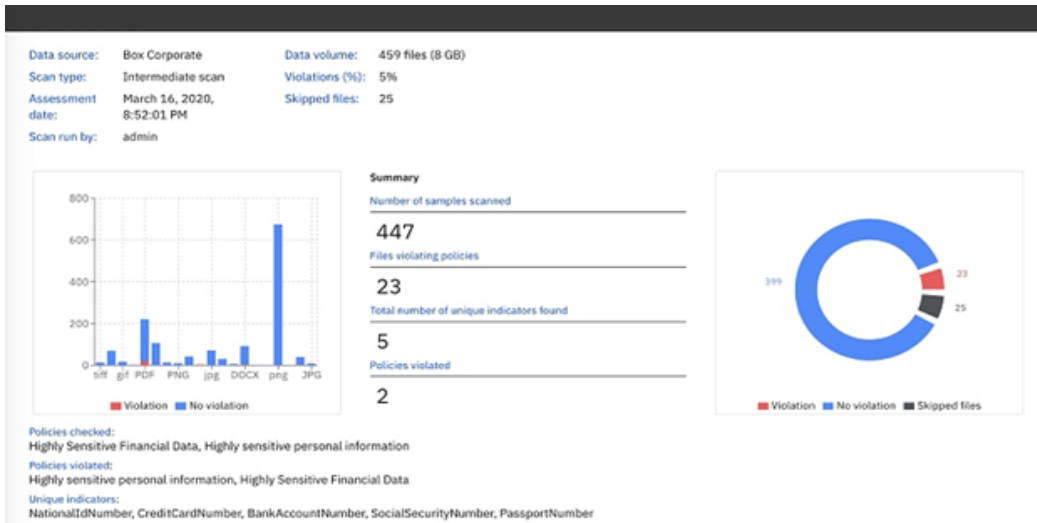 Data source: Box Corporate Data volume: 459 files (8 GB)
Scan type: Intermediate scan Violations (%): 5%
Assessment March 16, 2020, Skipped files: 25
date: 8:52:01 PM
Scan run by: admin
800
600
400
200
0
tiff gif PDF PNG jpg DOCX png JPG
Violation No violation
Summary
Number of samples scanned
447
Files violating policies
23
Total number of unique indicators found
5
Policies violated
2
399
23
25
Violation No violation Skipped files
Policies checked:
Highly Sensitive Financial Data, Highly sensitive personal information
Policies violated:
Highly sensitive personal information, Highly Sensitive Financial Data
Unique indicators:
NationalIdNumber, CreditCardNumber, BankAccountNumber, SocialSecurityNumber, PassportNumber